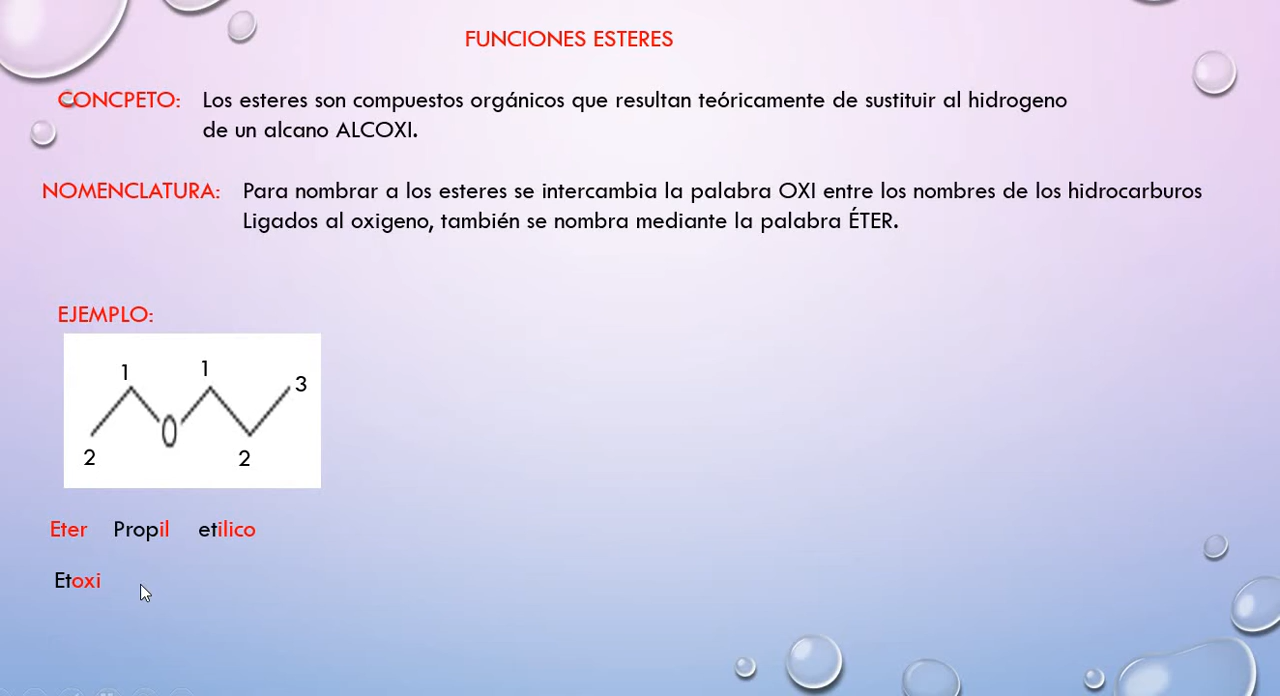 FUNCIONES ESTERES
CONCPETO: Los esteres son compuestos orgánicos que resultan teóricamente de sustituir al hidrogeno
de un alcano ALCOXI.
NOMENCLATURA: Para nombrar a los esteres se intercambia la palabra OXI entre los nombres de los hidrocarburos
Ligados al oxigeno, también se nombra mediante la palabra ÉTER.
EJEMPLO:
1 1 3
O
2 2
Eter Propil etilico
Etoxi